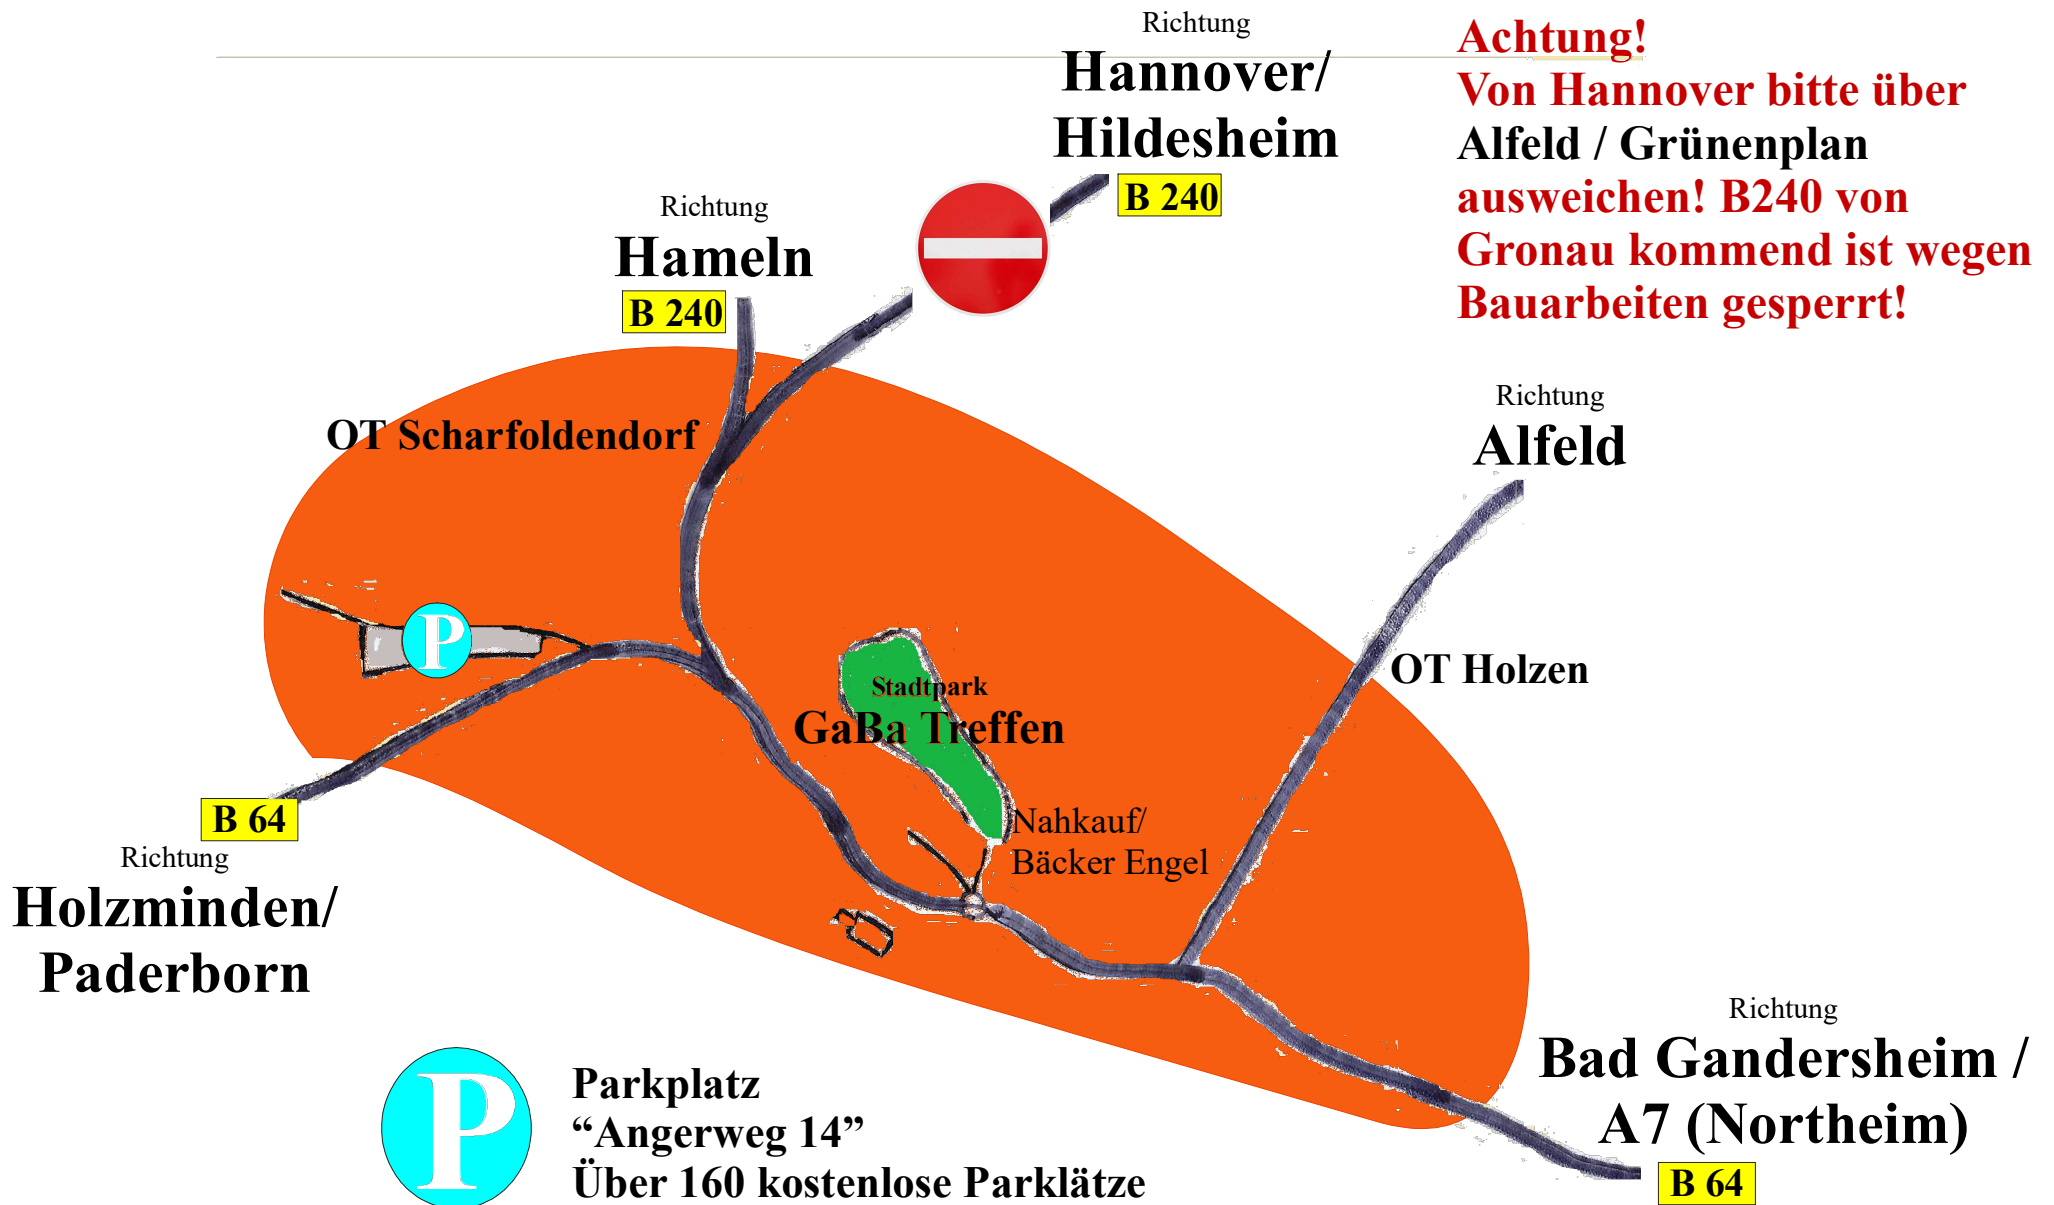 Richtung
Hannover/
Hildesheim
B 240
Achtung!
Von Hannover bitte über
Alfeld / Grünenplan
ausweichen! B240 von
Gronau kommend ist wegen
Bauarbeiten gesperrt!
Richtung
Hameln
B 240
Richtung
Alfeld
OT Scharfoldendorf
P
OT Holzen
Stadtpark
GaBa Treffen
Nahkauf/
Bäcker Engel
B 64
Richtung
Holzminden/
Paderborn
Richtung
Bad Gandersheim /
A7 (Northeim)
B 64
P
Parkplatz
“Angerweg 14”
Über 160 kostenlose Parklätze